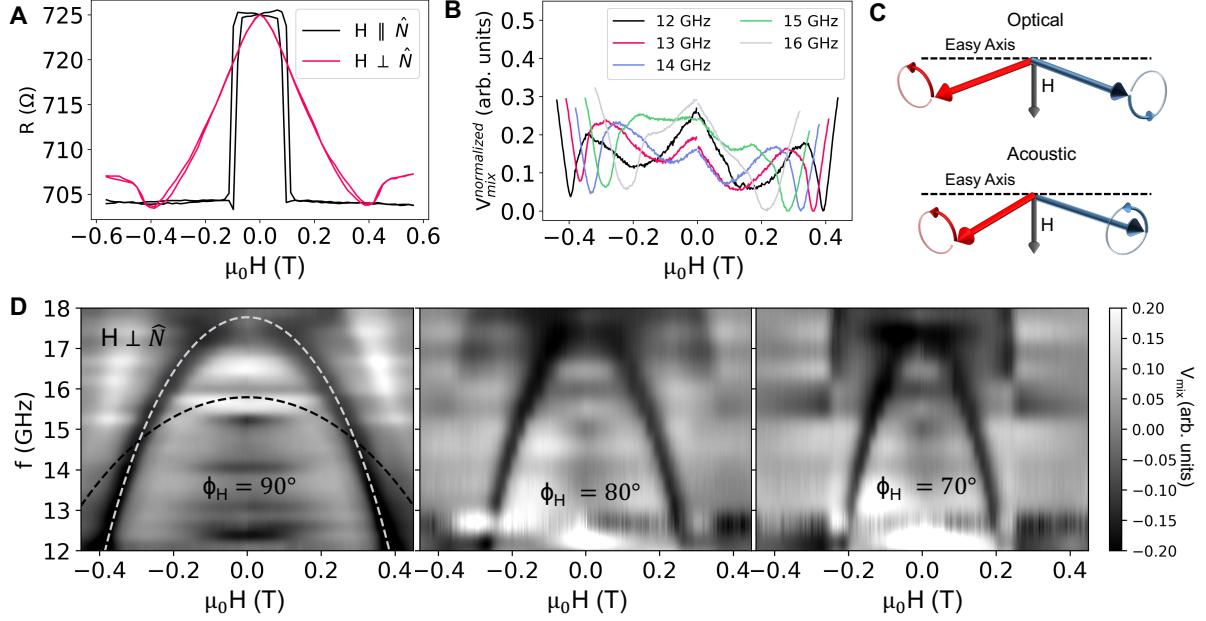 A
R (Ω)
725
720
715
710
705
H ∥ N̂
H ⊥ N̂
−0.6 −0.4 −0.2 0.0 0.2 0.4 0.6
μ₀H (T)
B
V_mix^normalized (arb. units)
0.5
0.4
0.3
0.2
0.1
0.0
12 GHz
13 GHz
14 GHz
15 GHz
16 GHz
−0.4 −0.2 0.0 0.2 0.4
μ₀H (T)
C
Optical
Easy Axis
H
Acoustic
Easy Axis
H
D
f (GHz)
18
17
16
15
14
13
12
H ⊥ N̂
ϕ_H = 90°
−0.4 −0.2 0.0 0.2 0.4
μ₀H (T)
ϕ_H = 80°
−0.4 −0.2 0.0 0.2 0.4
μ₀H (T)
ϕ_H = 70°
−0.4 −0.2 0.0 0.2 0.4
μ₀H (T)
0.20
0.15
0.10
0.05
0.00
−0.05
−0.10
−0.15
−0.20
V_mix (arb. units)